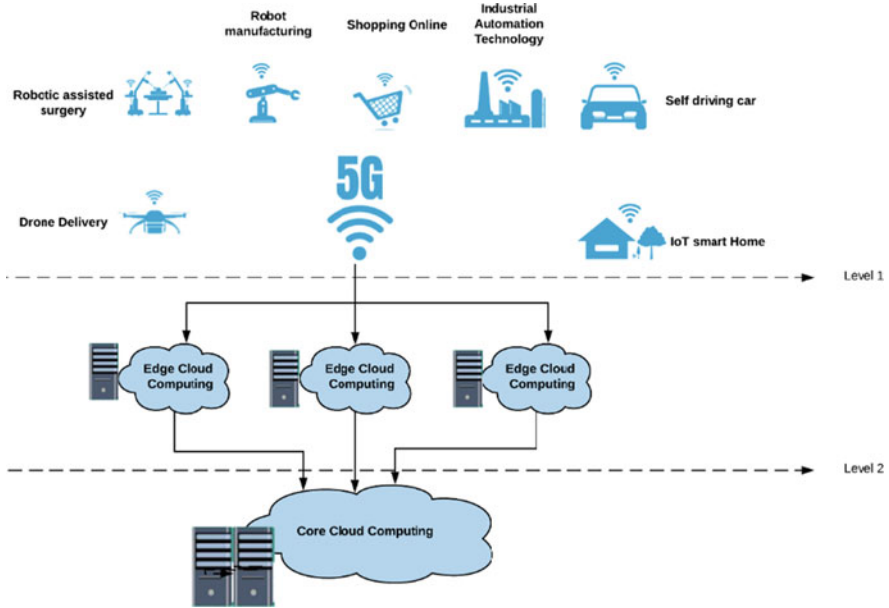 Robot
manufacturing
Shopping Online
Industrial
Automation
Technology
Robotic assisted
surgery
Self driving car
5G
Drone Delivery
IoT smart Home
Level 1
Edge Cloud
Computing
Edge Cloud
Computing
Edge Cloud
Computing
Level 2
Core Cloud Computing